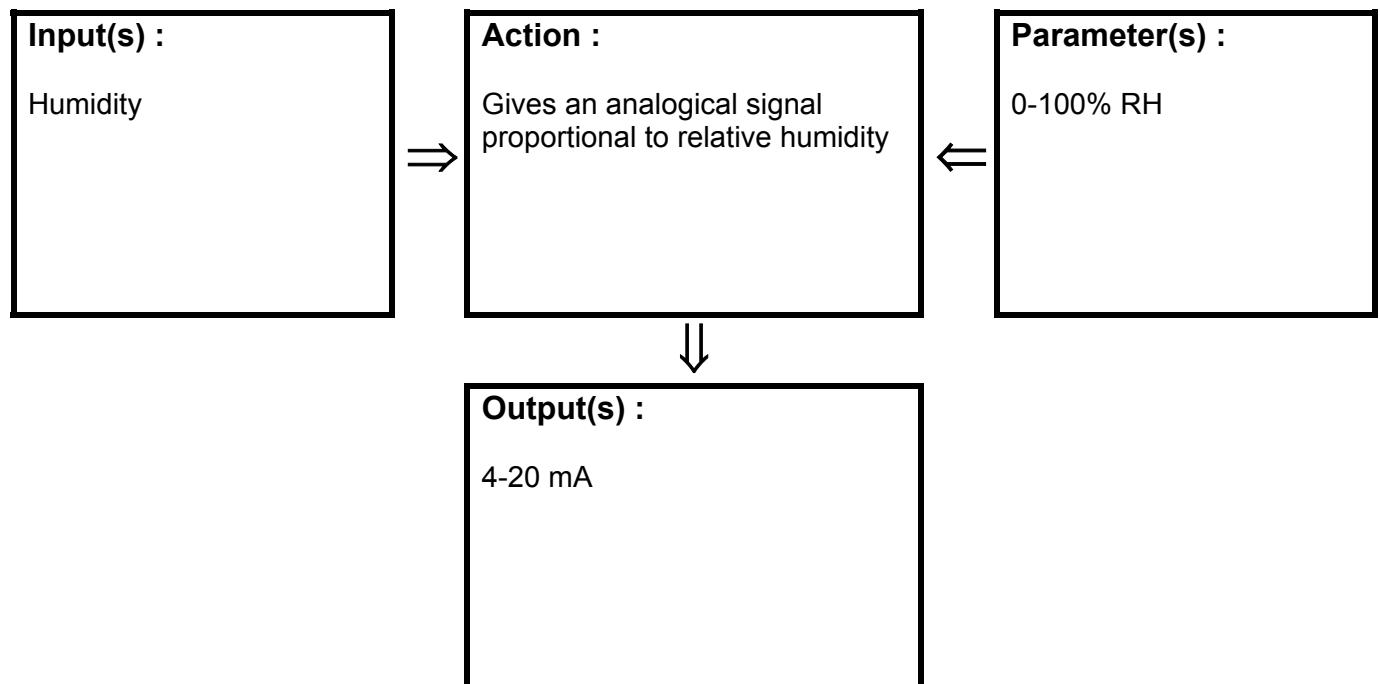 Input(s) :
Humidity
Action :
Gives an analogical signal
proportional to relative humidity
Parameter(s) :
0-100% RH
Output(s) :
4-20 mA